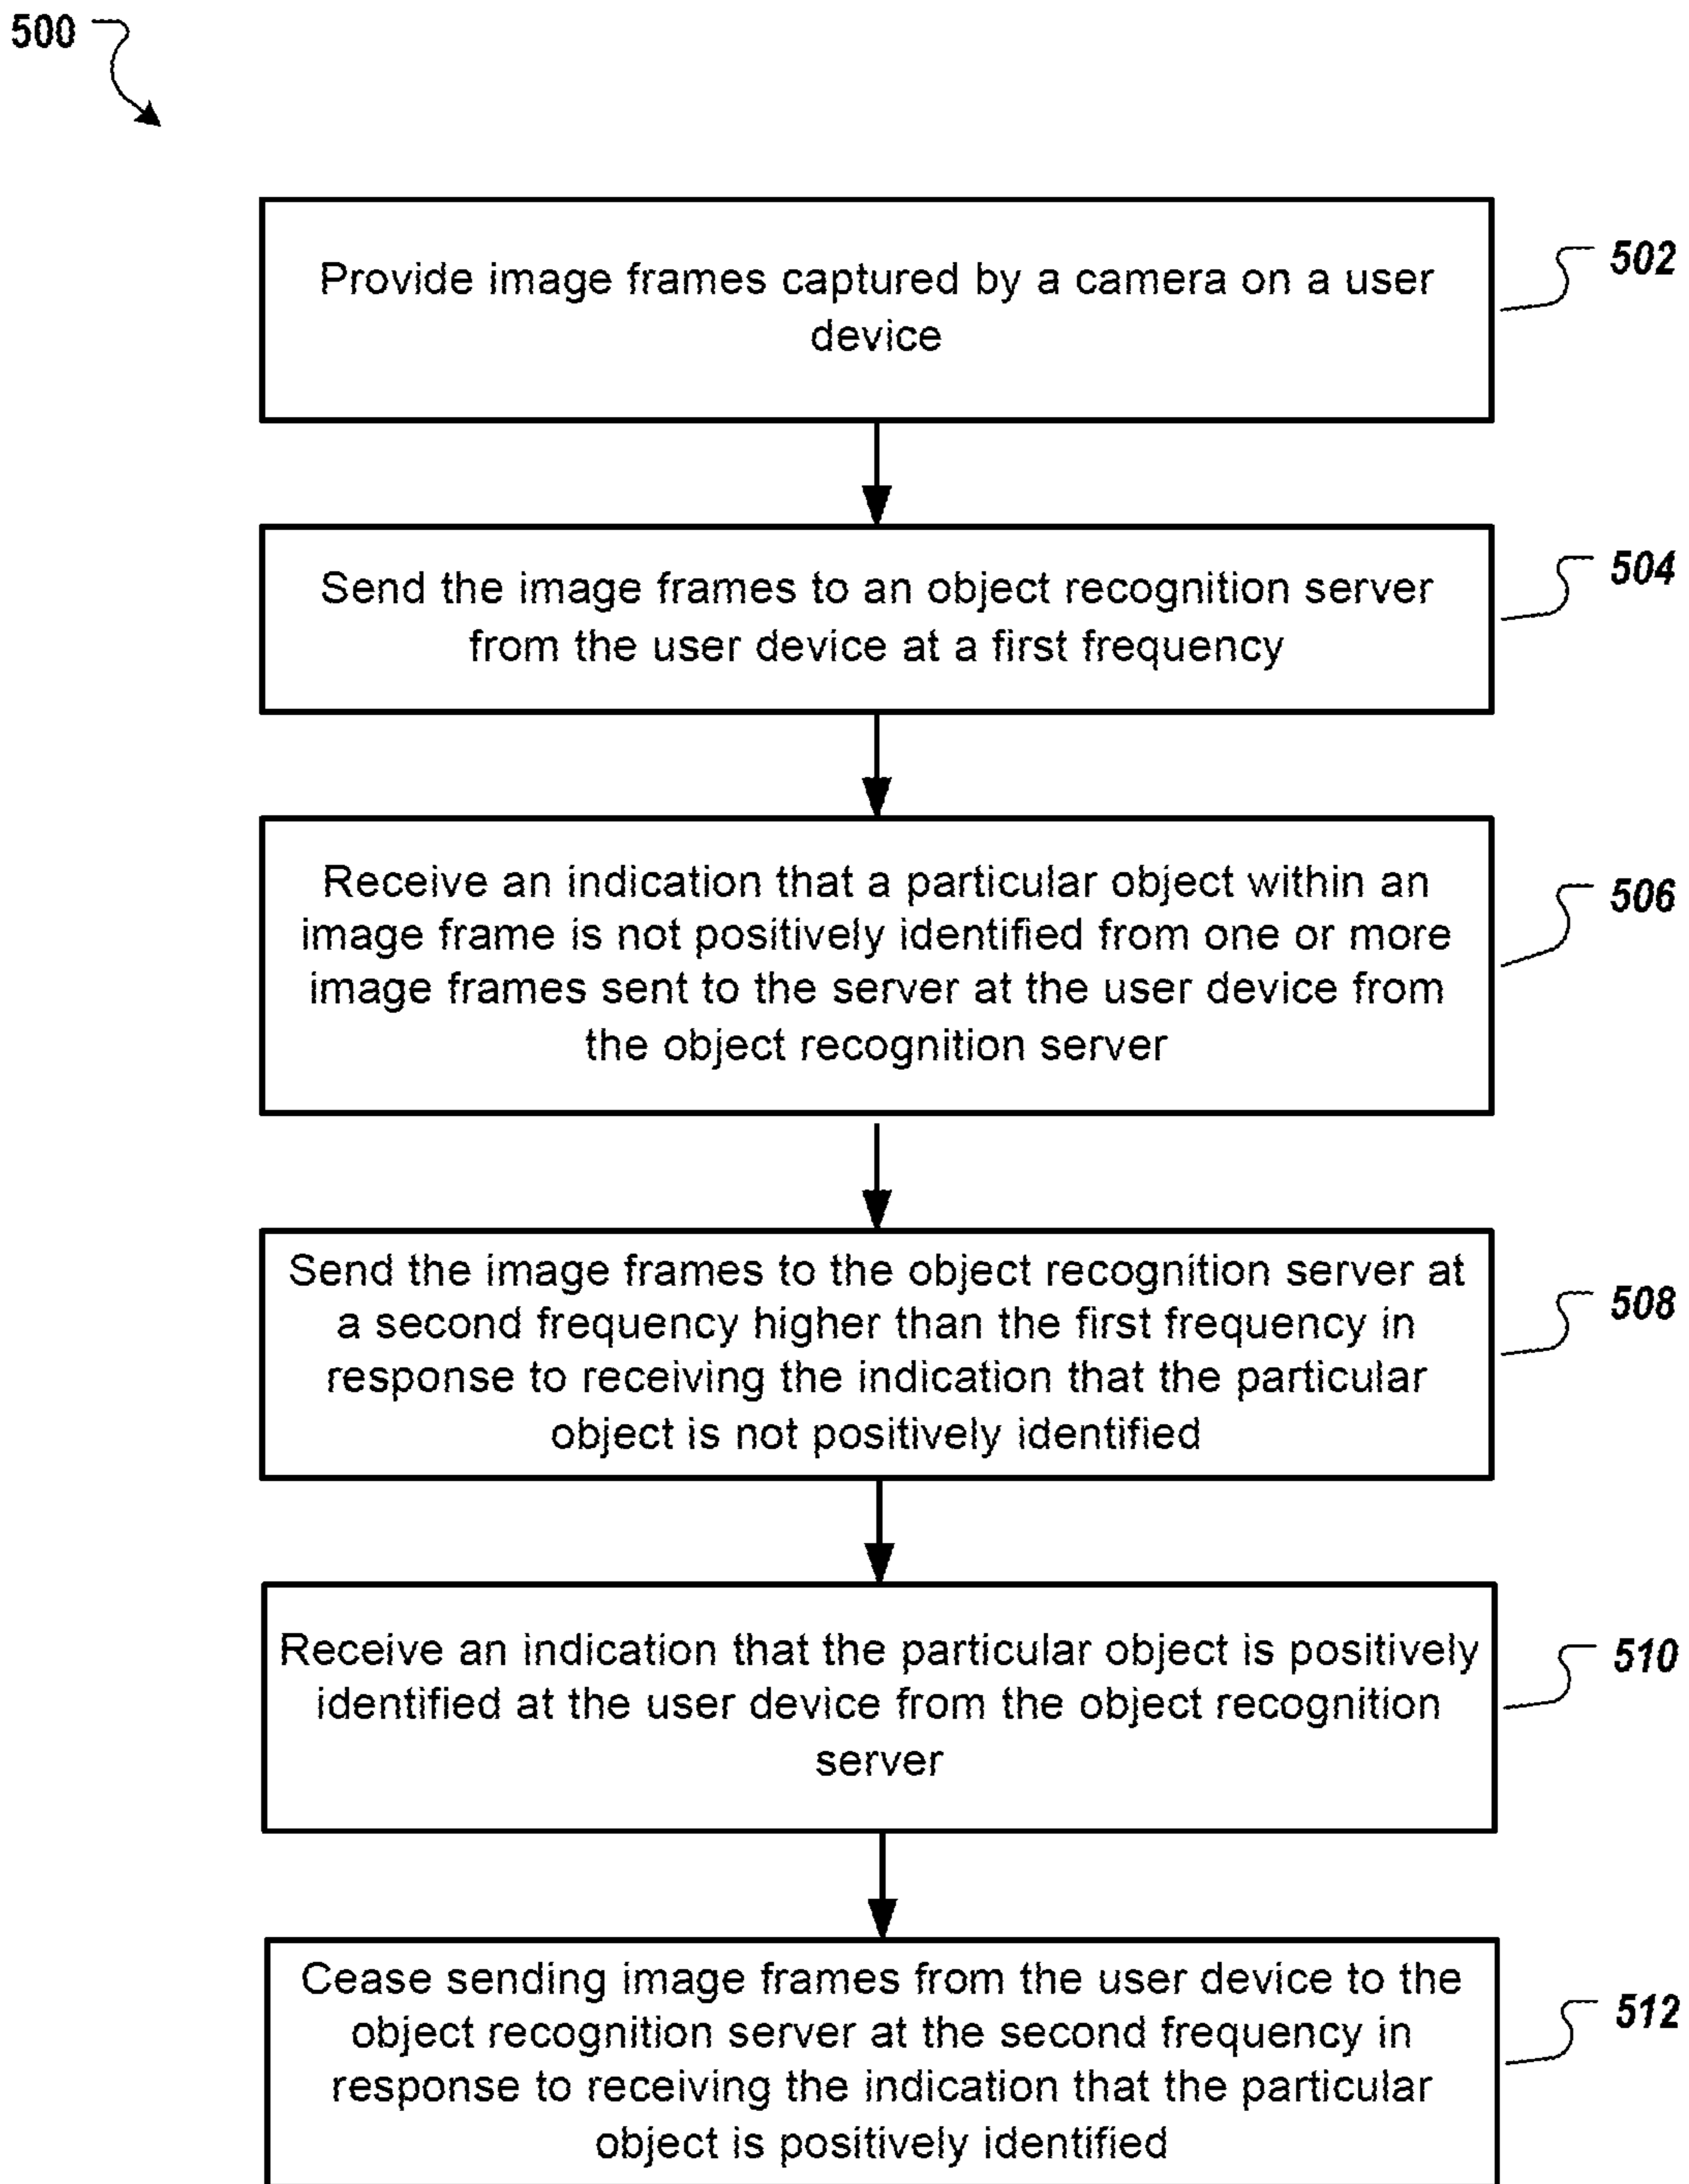 500
Provide image frames captured by a camera on a user
device
502
Send the image frames to an object recognition server
from the user device at a first frequency
504
Receive an indication that a particular object within an
image frame is not positively identified from one or more
image frames sent to the server at the user device from
the object recognition server
506
Send the image frames to the object recognition server at
a second frequency higher than the first frequency in
response to receiving the indication that the particular
object is not positively identified
508
Receive an indication that the particular object is positively
identified at the user device from the object recognition
server
510
Cease sending image frames from the user device to the
object recognition server at the second frequency in
response to receiving the indication that the particular
object is positively identified
512